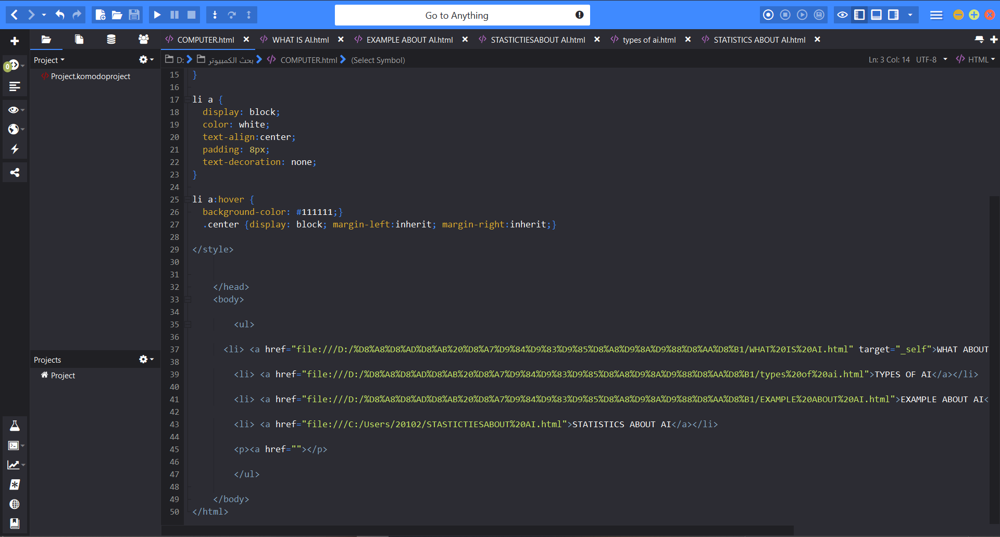 Go to Anything
COMPUTER.html
WHAT IS AI.html
EXAMPLE ABOUT AI.html
STASTICTIESABOUT AI.html
types of ai.html
STATISTICS ABOUT AI.html
Project
D: بحث الكمبيوتر COMPUTER.html (Select Symbol)
Ln: 3 Col: 14 UTF-8 HTML
0
Project.komodoproject
Projects
Project
15 }
16
17 li a {
18 display: block;
19 color: white;
20 text-align:center;
21 padding: 8px;
22 text-decoration: none;
23 }
24
25 li a:hover {
26 background-color: #111111;}
27 .center {display: block; margin-left:inherit; margin-right:inherit;}
28
29 </style>
30
31
32 </head>
33 <body>
34
35 <ul>
36
37 <li> <a href="file:///D:/%D8%A8%D8%AD%D8%AB%20%D8%A7%D9%84%D9%83%D9%85%D8%A8%D9%8A%D9%88%D8%AA%D8%B1/WHAT%20IS%20AI.html" target="_self">WHAT ABOUT
38
39 <li> <a href="file:///D:/%D8%A8%D8%AD%D8%AB%20%D8%A7%D9%84%D9%83%D9%85%D8%A8%D9%8A%D9%88%D8%AA%D8%B1/types%20of%20ai.html">TYPES OF AI</a></li>
40
41 <li> <a href="file:///D:/%D8%A8%D8%AD%D8%AB%20%D8%A7%D9%84%D9%83%D9%85%D8%A8%D9%8A%D9%88%D8%AA%D8%B1/EXAMPLE%20ABOUT%20AI.html">EXAMPLE ABOUT AI<
42
43 <li> <a href="file:///C:/Users/20102/STASTICTIESABOUT%20AI.html">STATISTICS ABOUT AI</a></li>
44
45 <p><a href=""></p>
46
47 </ul>
48
49 </body>
50 </html>